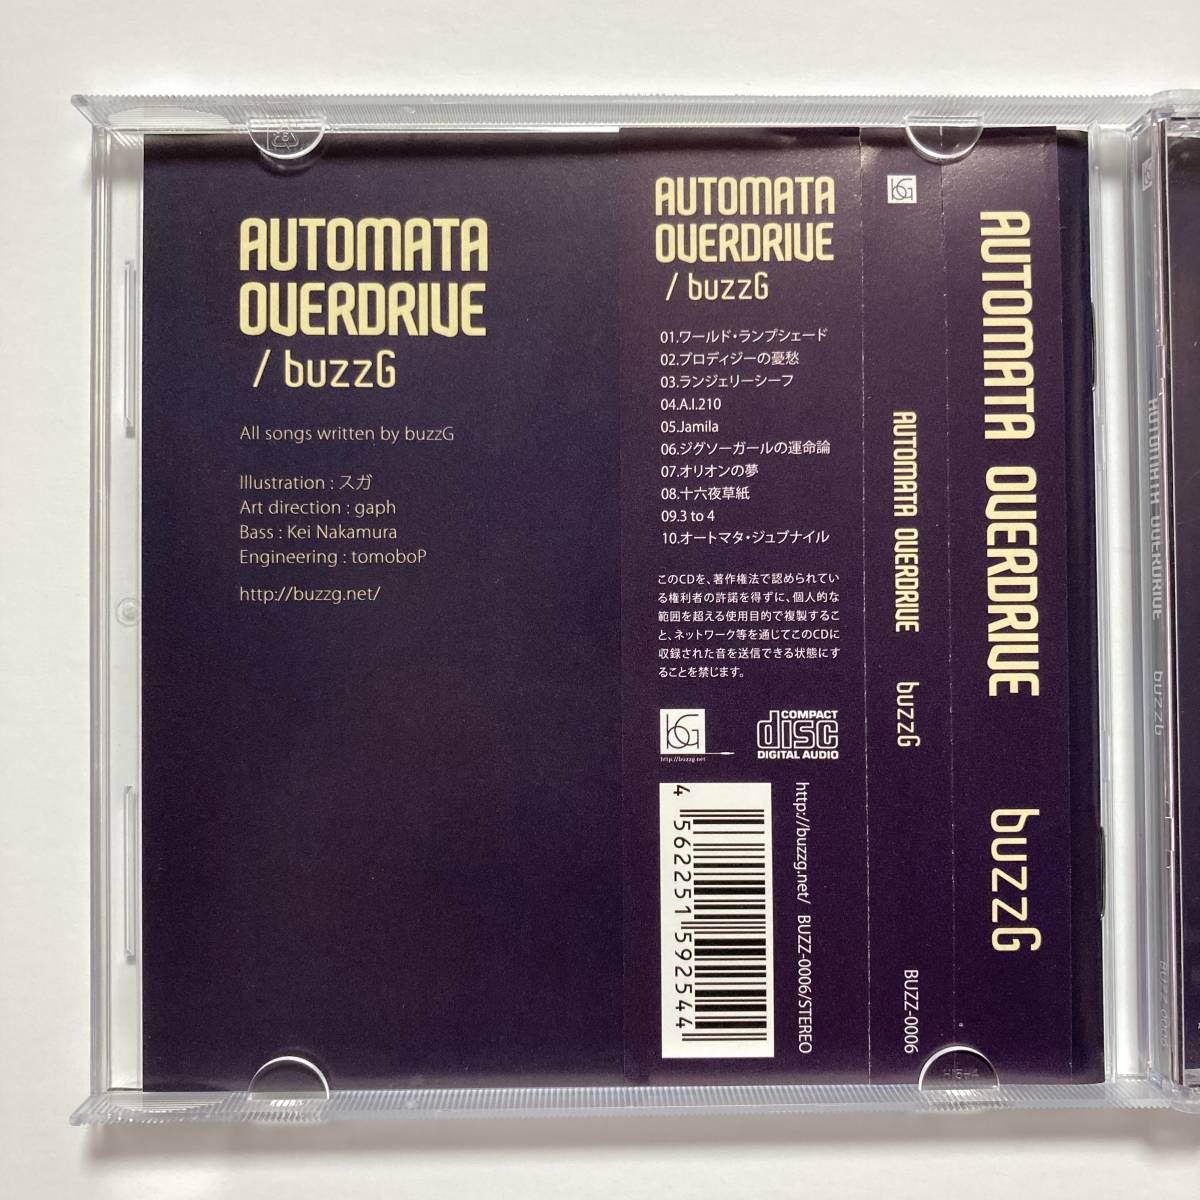 AUTOMATA
OVERDRIVE
/ buzzG
All songs written by buzzG
Illustration : スガ
Art direction : gaph
Bass : Kei Nakamura
Engineering : tomoboP
http://buzzg.net/
AUTOMATA
OVERDRIVE
/ buzzG
01.ワールド・ランプシェード
02.プロディジーの憂愁
03.ランジェリーシーフ
04.A.I.210
05.Jamila
06.ジグソーガールの運命論
07.オリオンの夢
08.十六夜草紙
09.3 to 4
10.オートマタ・ジュブナイル
このCDを、著作権法で認められてい
る権利者の許諾を得ずに、個人的な
範囲を超える使用目的で複製するこ
と、ネットワーク等を通じてこのCDに
収録された音を送信できる状態にす
ることを禁じます。
bG
http://buzzg.net
COMPACT
disc
DIGITAL AUDIO
4 562251 592544
http://buzzg.net/ BUZZ-0006/STEREO
bG
AUTOMATA OVERDRIVE buzzG
BUZZ-0006
AUTOMATA OVERDRIVE buzzG
AUTOMATA OVERDRIVE buzzG
BUZZ-0006